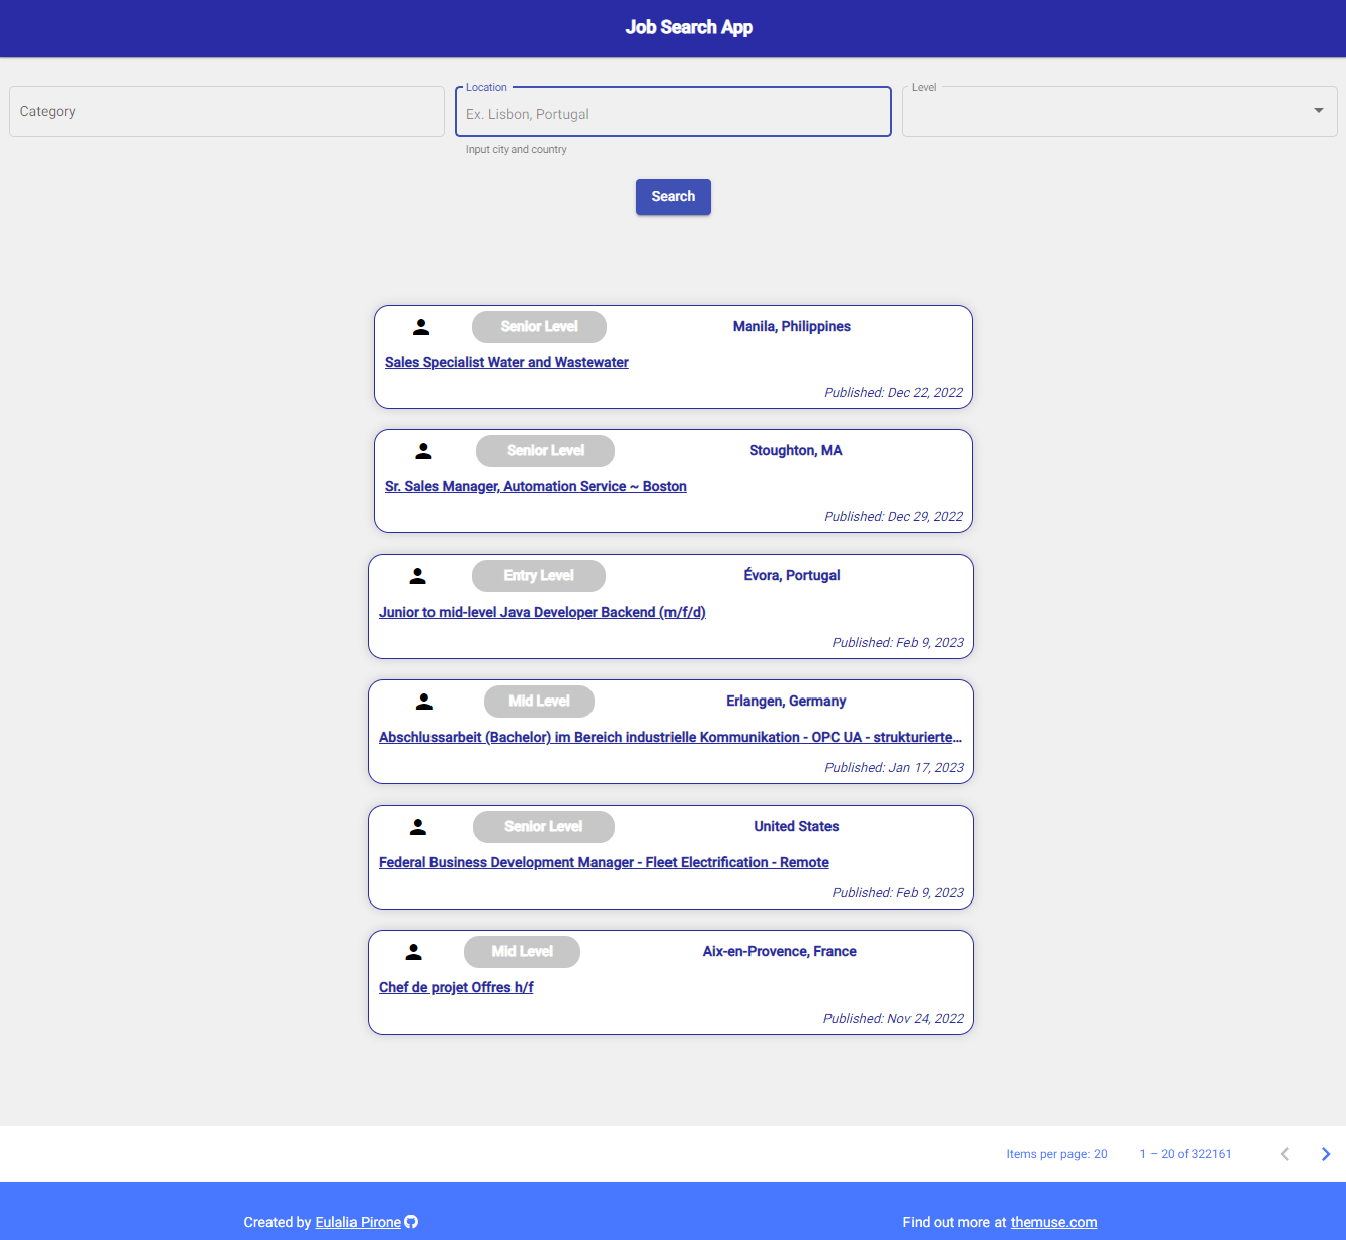 Job Search App
Category
Location
Ex. Lisbon, Portugal
Input city and country
Level
Search
Senior Level
Manila, Philippines
Sales Specialist Water and Wastewater
Published: Dec 22, 2022
Senior Level
Stoughton, MA
Sr. Sales Manager, Automation Service ~ Boston
Published: Dec 29, 2022
Entry Level
Évora, Portugal
Junior to mid-level Java Developer Backend (m/f/d)
Published: Feb 9, 2023
Mid Level
Erlangen, Germany
Abschlussarbeit (Bachelor) im Bereich industrielle Kommunikation - OPC UA - strukturierte...
Published: Jan 17, 2023
Senior Level
United States
Federal Business Development Manager - Fleet Electrification - Remote
Published: Feb 9, 2023
Mid Level
Aix-en-Provence, France
Chef de projet Offres h/f
Published: Nov 24, 2022
Items per page: 20
1 – 20 of 322161
Created by Eulalia Pirone
Find out more at themuse.com